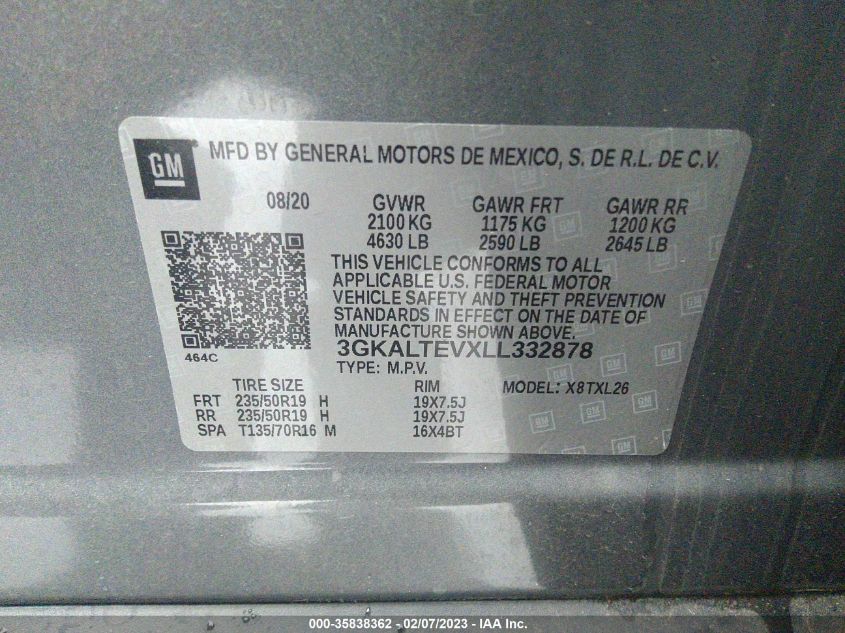 GM MFD BY GENERAL MOTORS DE MEXICO, S. DE R.L. DE C.V.
08/20 GVWR GAWR FRT GAWR RR
2100 KG 1175 KG 1200 KG
4630 LB 2590 LB 2645 LB
THIS VEHICLE CONFORMS TO ALL
APPLICABLE U.S. FEDERAL MOTOR
VEHICLE SAFETY AND THEFT PREVENTION
STANDARDS IN EFFECT ON THE DATE OF
MANUFACTURE SHOWN ABOVE.
464C 3GKALTEVXLL332878
TYPE: M.P.V.
TIRE SIZE RIM MODEL: X8TXL26
FRT 235/50R19 H 19X7.5J
RR 235/50R19 H 19X7.5J
SPA T135/70R16 M 16X4BT
000-35838362 - 02/07/2023 - IAA Inc.